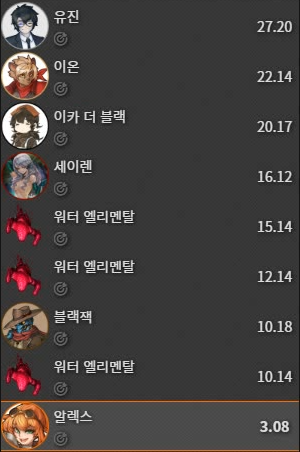 유진
27.20
이온
22.14
이카 더 블랙
20.17
세이렌
16.12
워터 엘리멘탈
15.14
워터 엘리멘탈
12.14
블랙잭
10.18
워터 엘리멘탈
10.14
알렉스
3.08